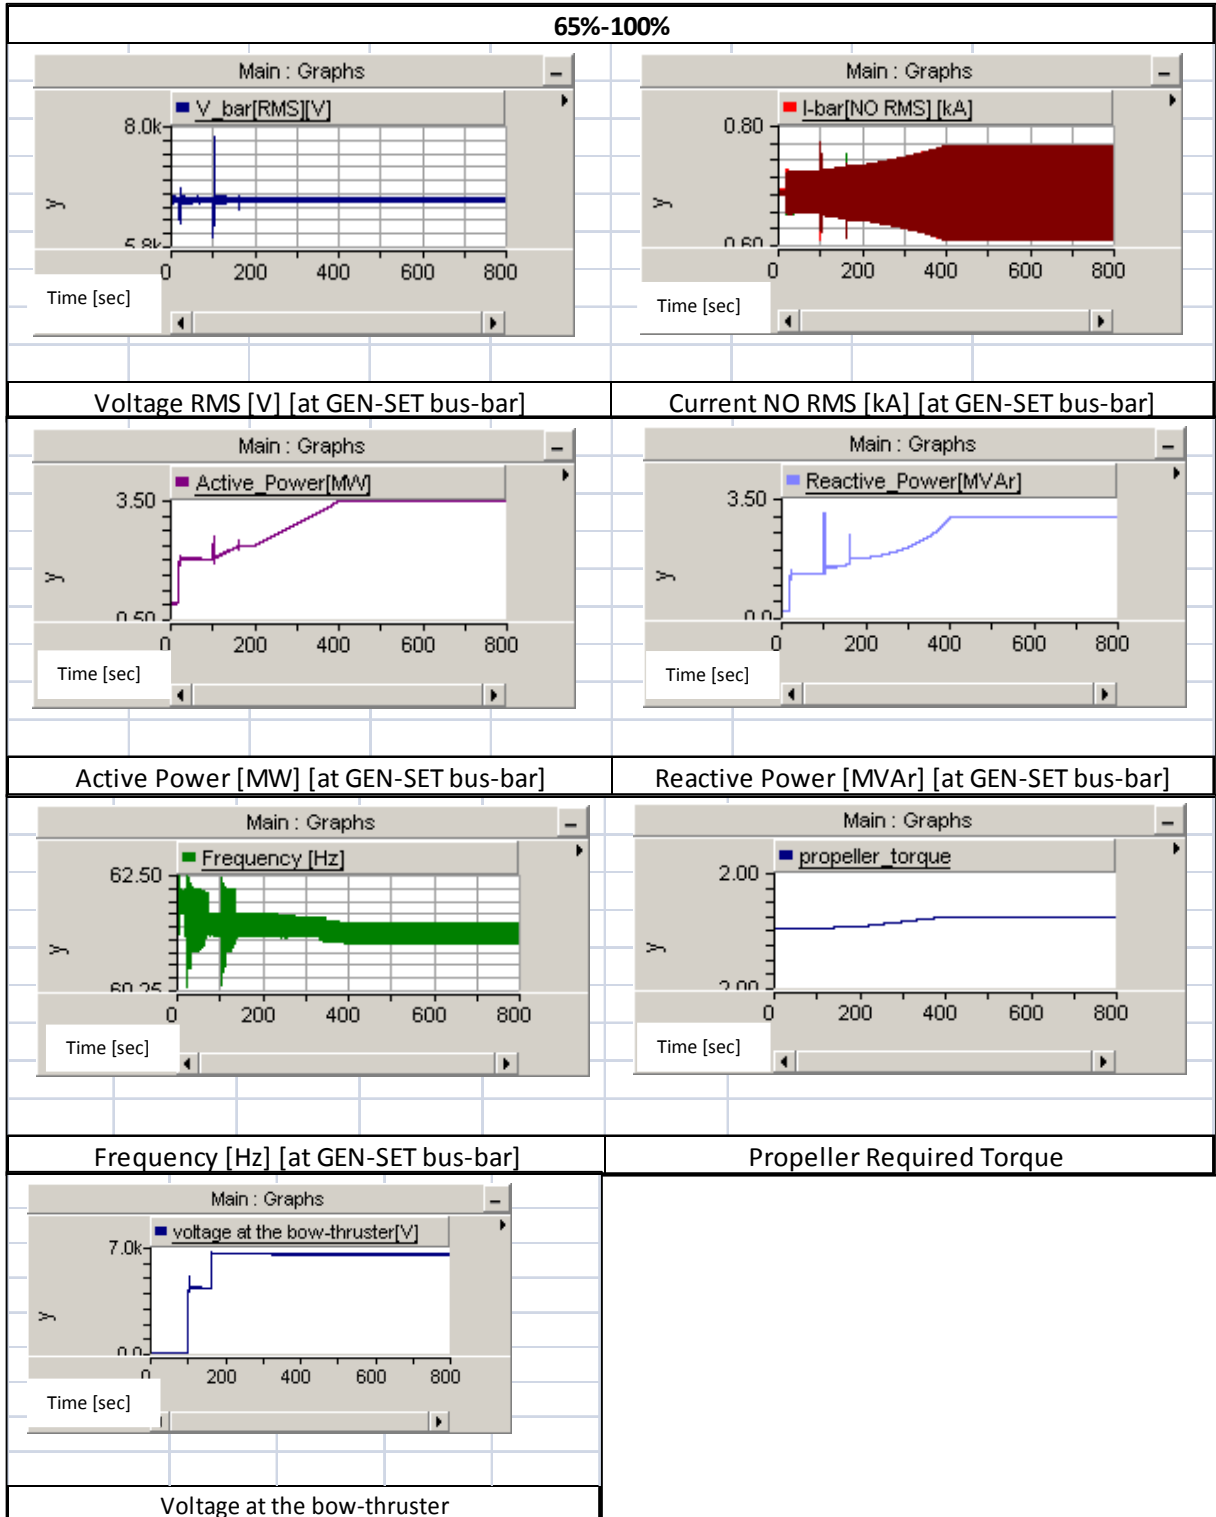 65%-100%
Main : Graphs
V_bar[RMS][V]
8.0k
y
5.8k
0 200 400 600 800
Time [sec]
Main : Graphs
I-bar[NO RMS] [kA]
0.80
y
0.60
0 200 400 600 800
Time [sec]
Voltage RMS [V] [at GEN-SET bus-bar]
Current NO RMS [kA] [at GEN-SET bus-bar]
Main : Graphs
Active_Power[MW]
3.50
y
0.50
0 200 400 600 800
Time [sec]
Main : Graphs
Reactive_Power[MVAr]
3.50
y
0.0
0 200 400 600 800
Time [sec]
Active Power [MW] [at GEN-SET bus-bar]
Reactive Power [MVAr] [at GEN-SET bus-bar]
Main : Graphs
Frequency [Hz]
62.50
y
60.25
0 200 400 600 800
Time [sec]
Main : Graphs
propeller_torque
2.00
y
2.00
0 200 400 600 800
Time [sec]
Frequency [Hz] [at GEN-SET bus-bar]
Propeller Required Torque
Main : Graphs
voltage at the bow-thruster[V]
7.0k
y
0.0
0 200 400 600 800
Time [sec]
Voltage at the bow-thruster